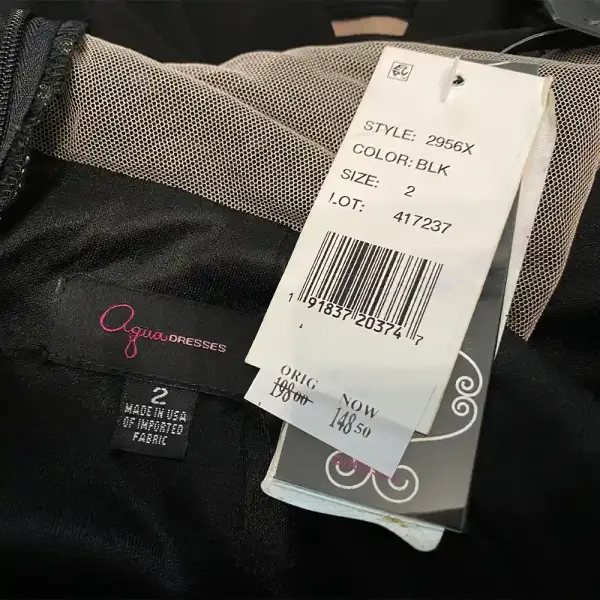 STYLE: 2956X
COLOR: BLK
SIZE: 2
LOT: 417237
1 91837 20374 7
ORIG NOW
198 00 148 50
Aqua DRESSES
2
MADE IN USA
OF IMPORTED
FABRIC